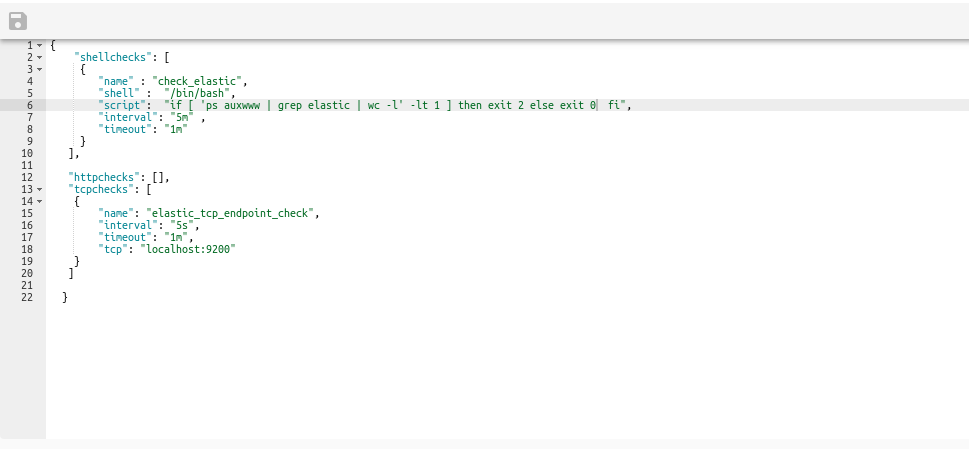 1 {
2 "shellchecks": [
3 {
4 "name" : "check_elastic",
5 "shell" : "/bin/bash",
6 "script": "if [ 'ps auxwww | grep elastic | wc -l' -lt 1 ] then exit 2 else exit 0 fi",
7 "interval": "5m" ,
8 "timeout": "1m"
9 }
10 ],
11
12 "httpchecks": [],
13 "tcpchecks": [
14 {
15 "name": "elastic_tcp_endpoint_check",
16 "interval": "5s",
17 "timeout": "1m",
18 "tcp": "localhost:9200"
19 }
20 ]
21
22 }